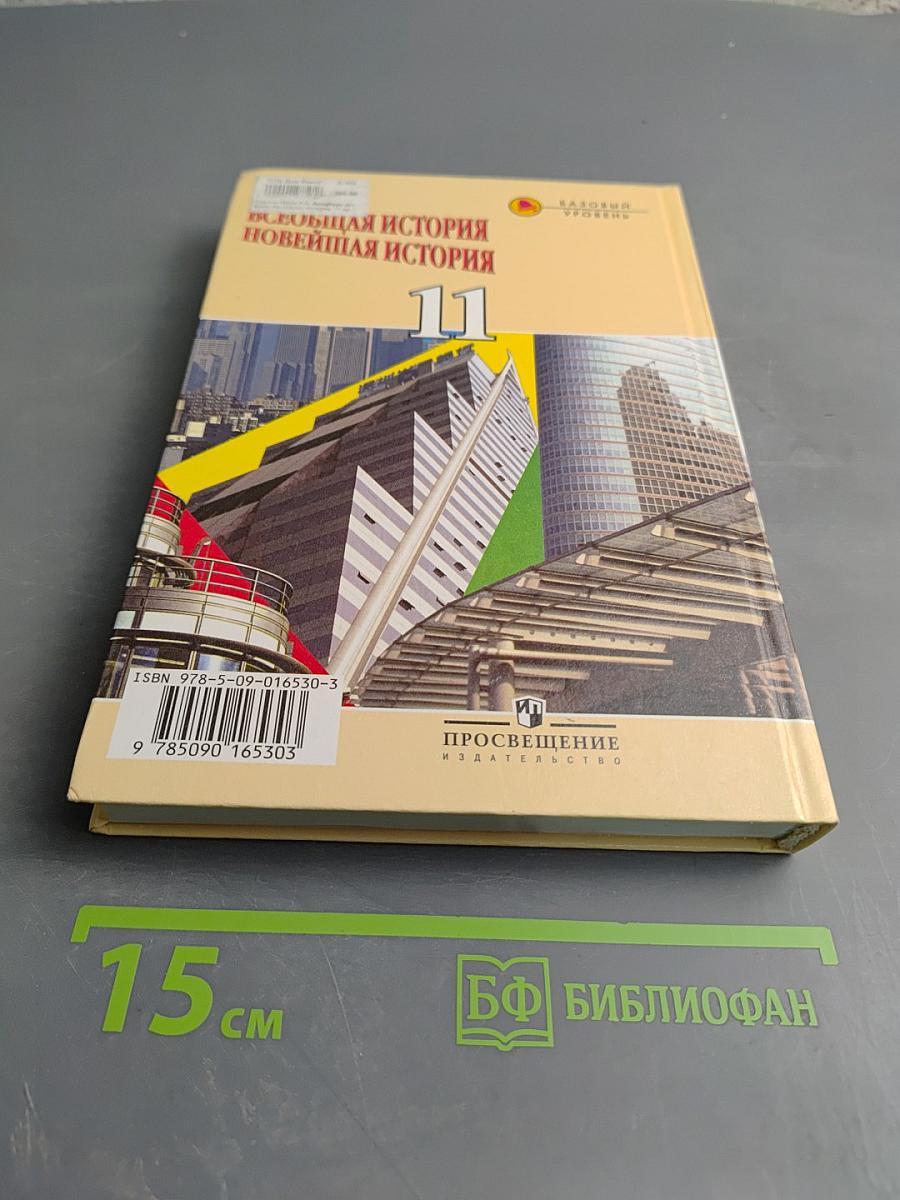 ВСЕОБЩАЯ ИСТОРИЯ
НОВЕЙШАЯ ИСТОРИЯ
БАЗОВЫЙ
УРОВЕНЬ
11
ISBN 978-5-09-016530-3
9 785090 165303
ПРОСВЕЩЕНИЕ
ИЗДАТЕЛЬСТВО
15 см
БФ БИБЛИОФАН